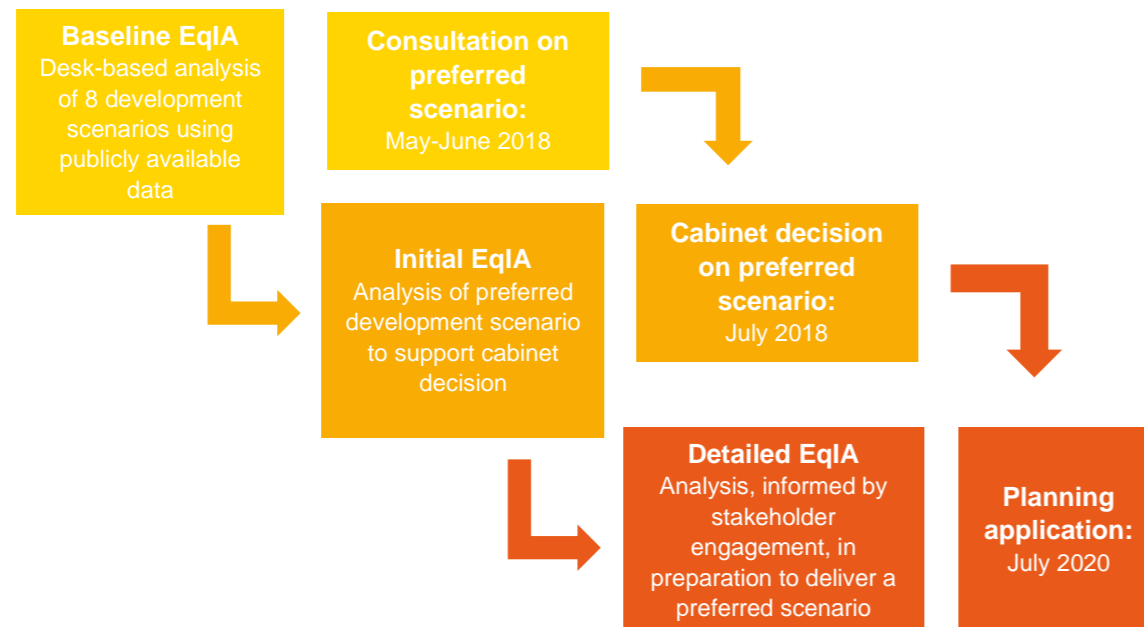 Baseline EqIA
Desk-based analysis
of 8 development
scenarios using
publicly available
data
Consultation on
preferred
scenario:
May-June 2018
Initial EqIA
Analysis of preferred
development scenario
to support cabinet
decision
Cabinet decision
on preferred
scenario:
July 2018
Detailed EqIA
Analysis, informed by
stakeholder
engagement, in
preparation to deliver a
preferred scenario
Planning
application:
July 2020